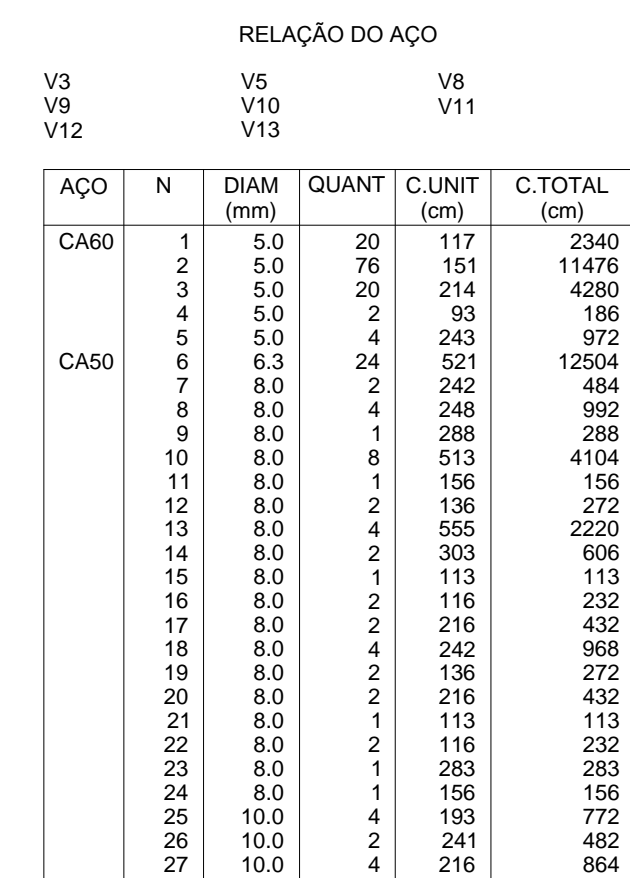 RELAÇÃO DO AÇO
V3 V5 V8
V9 V10 V11
V12 V13
AÇO N DIAM QUANT C.UNIT C.TOTAL
(mm) (cm) (cm)
CA60 1 5.0 20 117 2340
2 5.0 76 151 11476
3 5.0 20 214 4280
4 5.0 2 93 186
5 5.0 4 243 972
CA50 6 6.3 24 521 12504
7 8.0 2 242 484
8 8.0 4 248 992
9 8.0 1 288 288
10 8.0 8 513 4104
11 8.0 1 156 156
12 8.0 2 136 272
13 8.0 4 555 2220
14 8.0 2 303 606
15 8.0 1 113 113
16 8.0 2 116 232
17 8.0 2 216 432
18 8.0 4 242 968
19 8.0 2 136 272
20 8.0 2 216 432
21 8.0 1 113 113
22 8.0 2 116 232
23 8.0 1 283 283
24 8.0 1 156 156
25 10.0 4 193 772
26 10.0 2 241 482
27 10.0 4 216 864